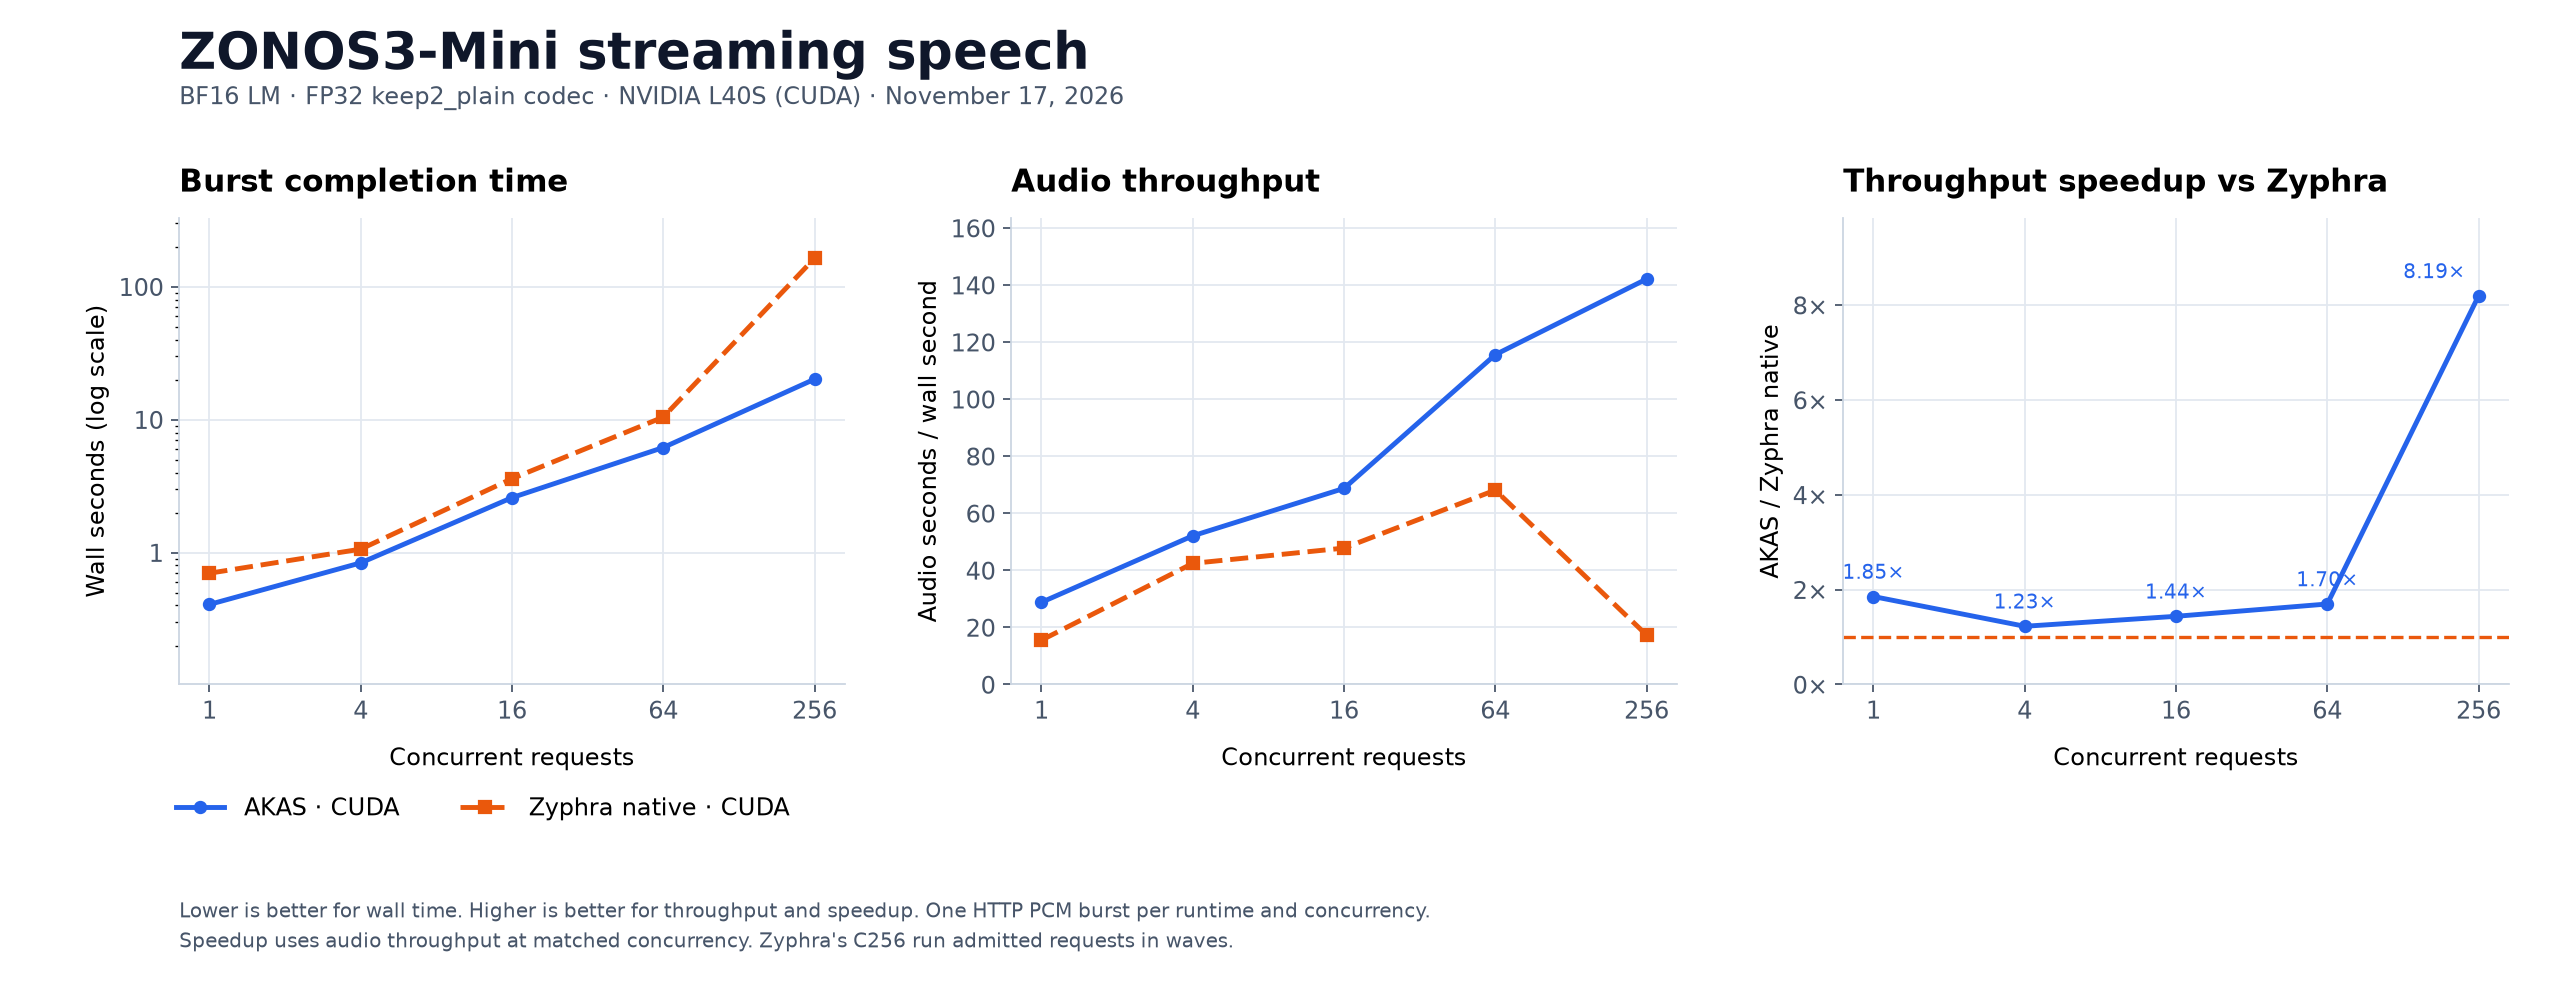 ZONOS3-Mini streaming speech
BF16 LM · FP32 keep2_plain codec · NVIDIA L40S (CUDA) · November 17, 2026
Burst completion time
Wall seconds (log scale)
100
10
1
1 4 16 64 256
Concurrent requests
Audio throughput
Audio seconds / wall second
160
140
120
100
80
60
40
20
0
1 4 16 64 256
Concurrent requests
Throughput speedup vs Zyphra
AKAS / Zyphra native
8×
6×
4×
2×
0×
1.85×
1.23×
1.44×
1.70×
8.19×
1 4 16 64 256
Concurrent requests
AKAS · CUDA
Zyphra native · CUDA
Lower is better for wall time. Higher is better for throughput and speedup. One HTTP PCM burst per runtime and concurrency.
Speedup uses audio throughput at matched concurrency. Zyphra's C256 run admitted requests in waves.